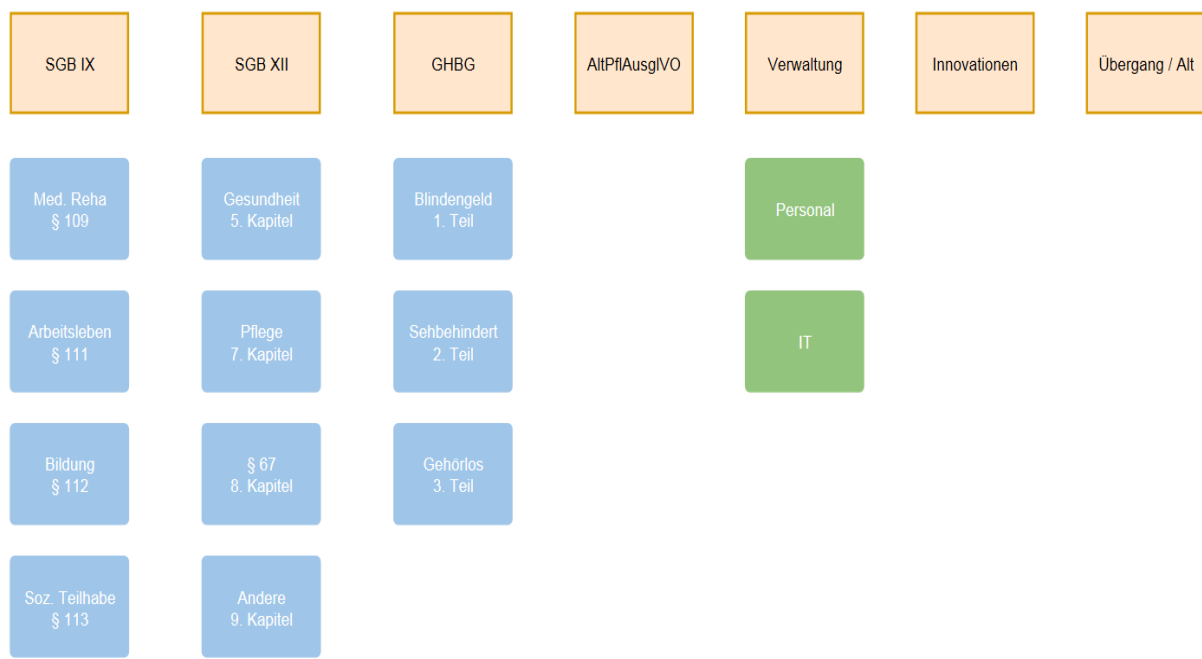 SGB IX
SGB XII
GHBG
AltPflAusglVO
Verwaltung
Innovationen
Übergang / Alt
Med. Reha
§ 109
Gesundheit
5. Kapitel
Blindengeld
1. Teil
Personal
Arbeitsleben
§ 111
Pflege
7. Kapitel
Sehbehindert
2. Teil
IT
Bildung
§ 112
§ 67
8. Kapitel
Gehörlos
3. Teil
Soz. Teilhabe
§ 113
Andere
9. Kapitel